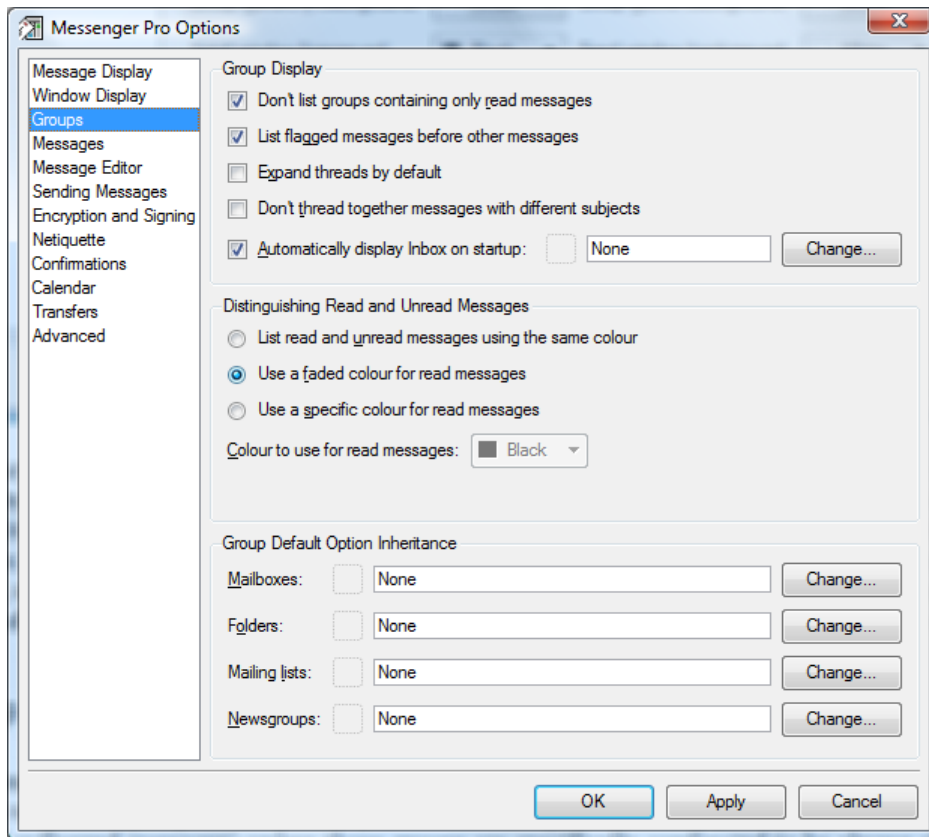 Messenger Pro Options
Message Display
Window Display
Groups
Messages
Message Editor
Sending Messages
Encryption and Signing
Netiquette
Confirmations
Calendar
Transfers
Advanced
Group Display
Don't list groups containing only read messages
List flagged messages before other messages
Expand threads by default
Don't thread together messages with different subjects
Automatically display Inbox on startup: None Change...
Distinguishing Read and Unread Messages
List read and unread messages using the same colour
Use a faded colour for read messages
Use a specific colour for read messages
Colour to use for read messages: Black
Group Default Option Inheritance
Mailboxes: None Change...
Folders: None Change...
Mailing lists: None Change...
Newsgroups: None Change...
OK Apply Cancel